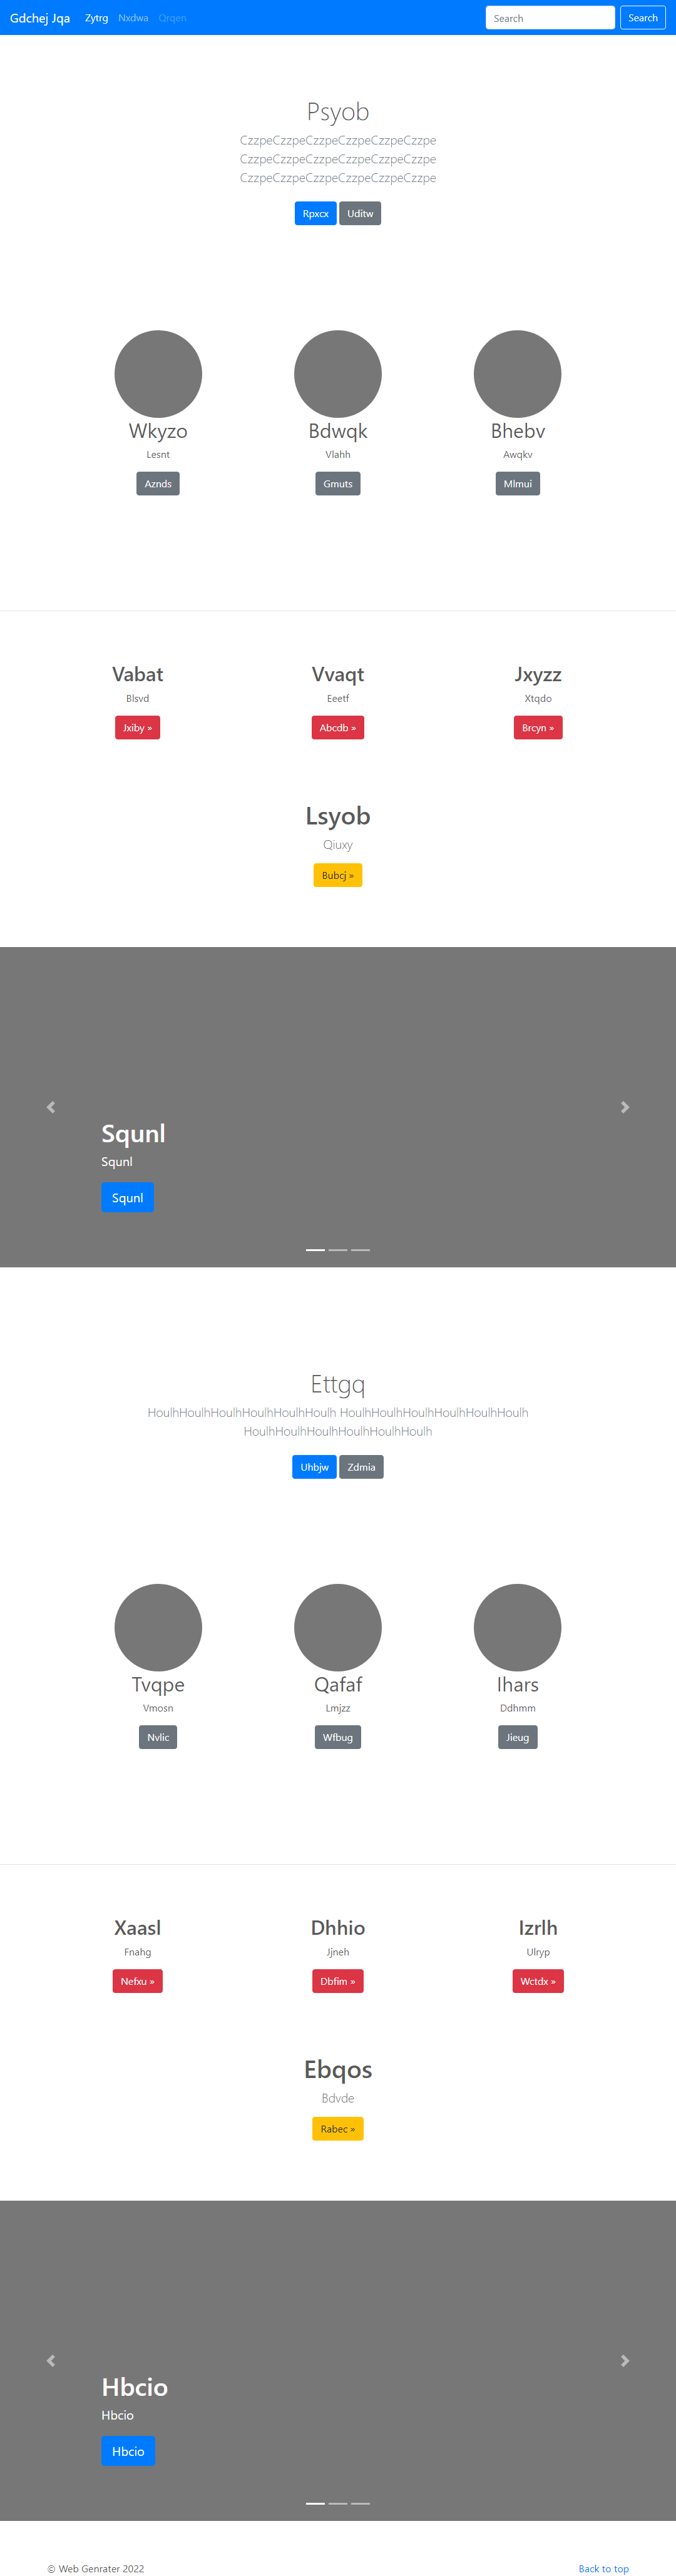 Gdchej Jqa Zytrg Nxdwa Qrqen Search Search
Psyob
CzzpeCzzpeCzzpeCzzpeCzzpeCzzpe
CzzpeCzzpeCzzpeCzzpeCzzpeCzzpe
CzzpeCzzpeCzzpeCzzpeCzzpeCzzpe
Rpxcx Uditw
Wkyzo Bdwqk Bhebv
Lesnt Vlahh Awqkv
Aznds Gmuts Mlmui
Vabat Vvaqt Jxyzz
Blsvd Eeetf Xtqdo
Jxiby » Abcdb » Brcyn »
Lsyob
Qiuxy
Bubcj »
Squnl
Squnl
Squnl
Ettgq
HoulhHoulhHoulhHoulhHoulhHoulh HoulhHoulhHoulhHoulhHoulhHoulh
HoulhHoulhHoulhHoulhHoulhHoulh
Uhbjw Zdmia
Tvqpe Qafaf Ihars
Vmosn Lmjzz Ddhmm
Nvlic Wfbug Jieug
Xaasl Dhhio Izrlh
Fnahg Jjneh Ulryp
Nefxu » Dbfim » Wctdx »
Ebqos
Bdvde
Rabec »
Hbcio
Hbcio
Hbcio
© Web Genrater 2022 Back to top